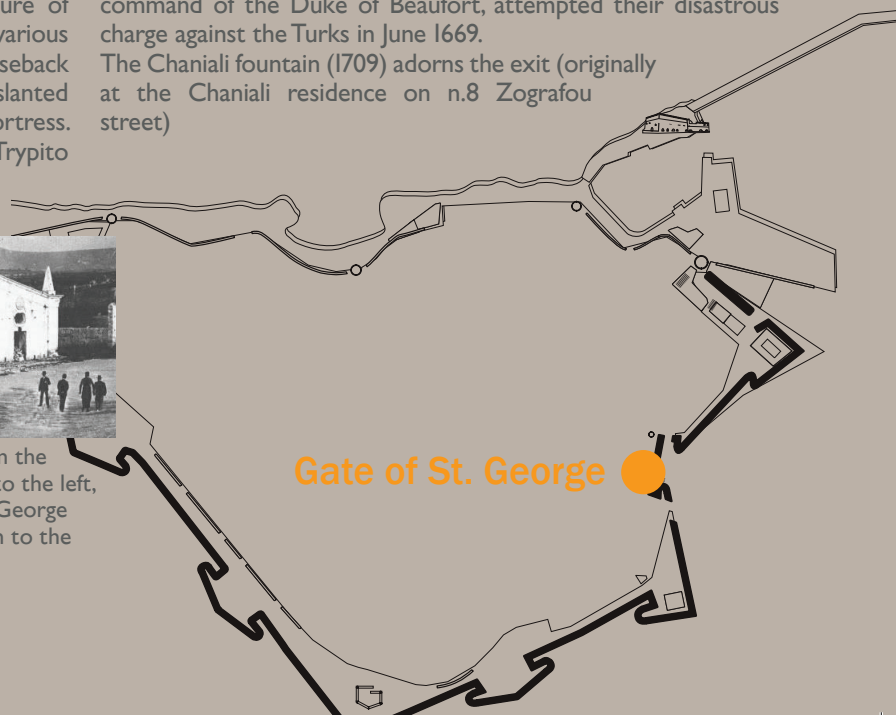 ure of
various
seback
slanted
ortress.
Trypito
command of the Duke of Beaufort, attempted their disastrous
charge against the Turks in June 1669.
The Chaniali fountain (1709) adorns the exit (originally
at the Chaniali residence on n.8 Zografou
street)
Gate of St. George
n the
to the left,
George
n to the